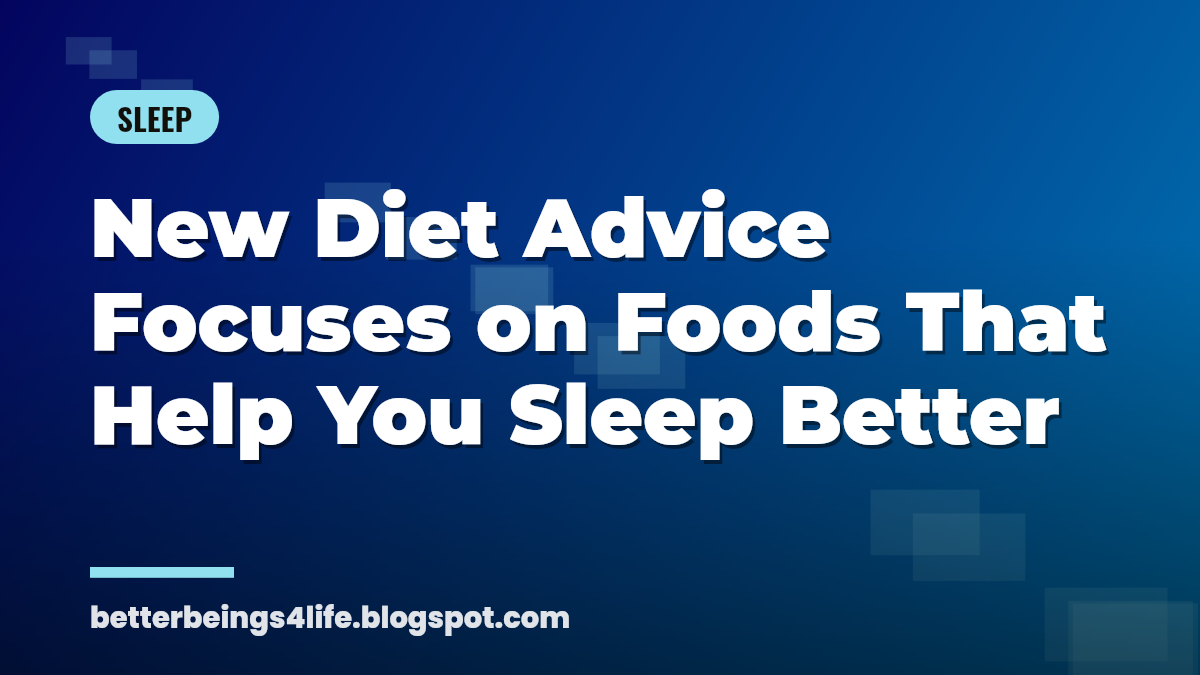 SLEEP
New Diet Advice
Focuses on Foods That
Help You Sleep Better
betterbeings4life.blogspot.com